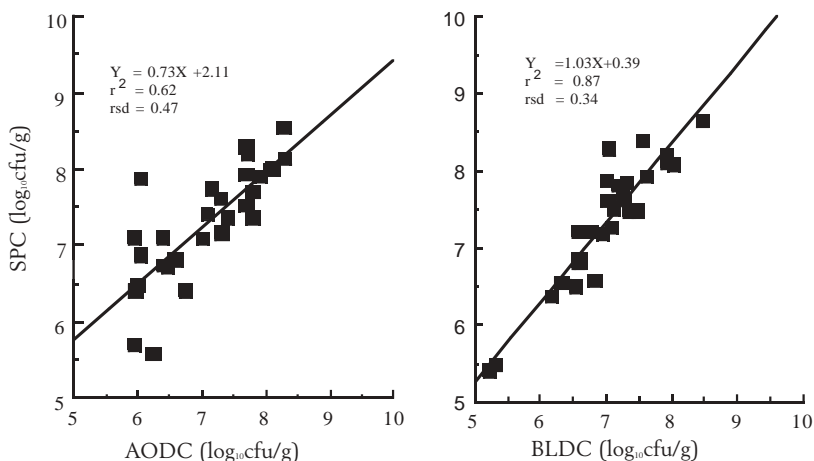 10
9
8
7
6
5
SPC (log₁₀cfu/g)
Y = 0.73X +2.11
r² = 0.62
rsd = 0.47
5 6 7 8 9 10
AODC (log₁₀cfu/g)
10
9
8
7
6
5
Y =1.03X+0.39
r² = 0.87
rsd = 0.34
5 6 7 8 9 10
BLDC (log₁₀cfu/g)